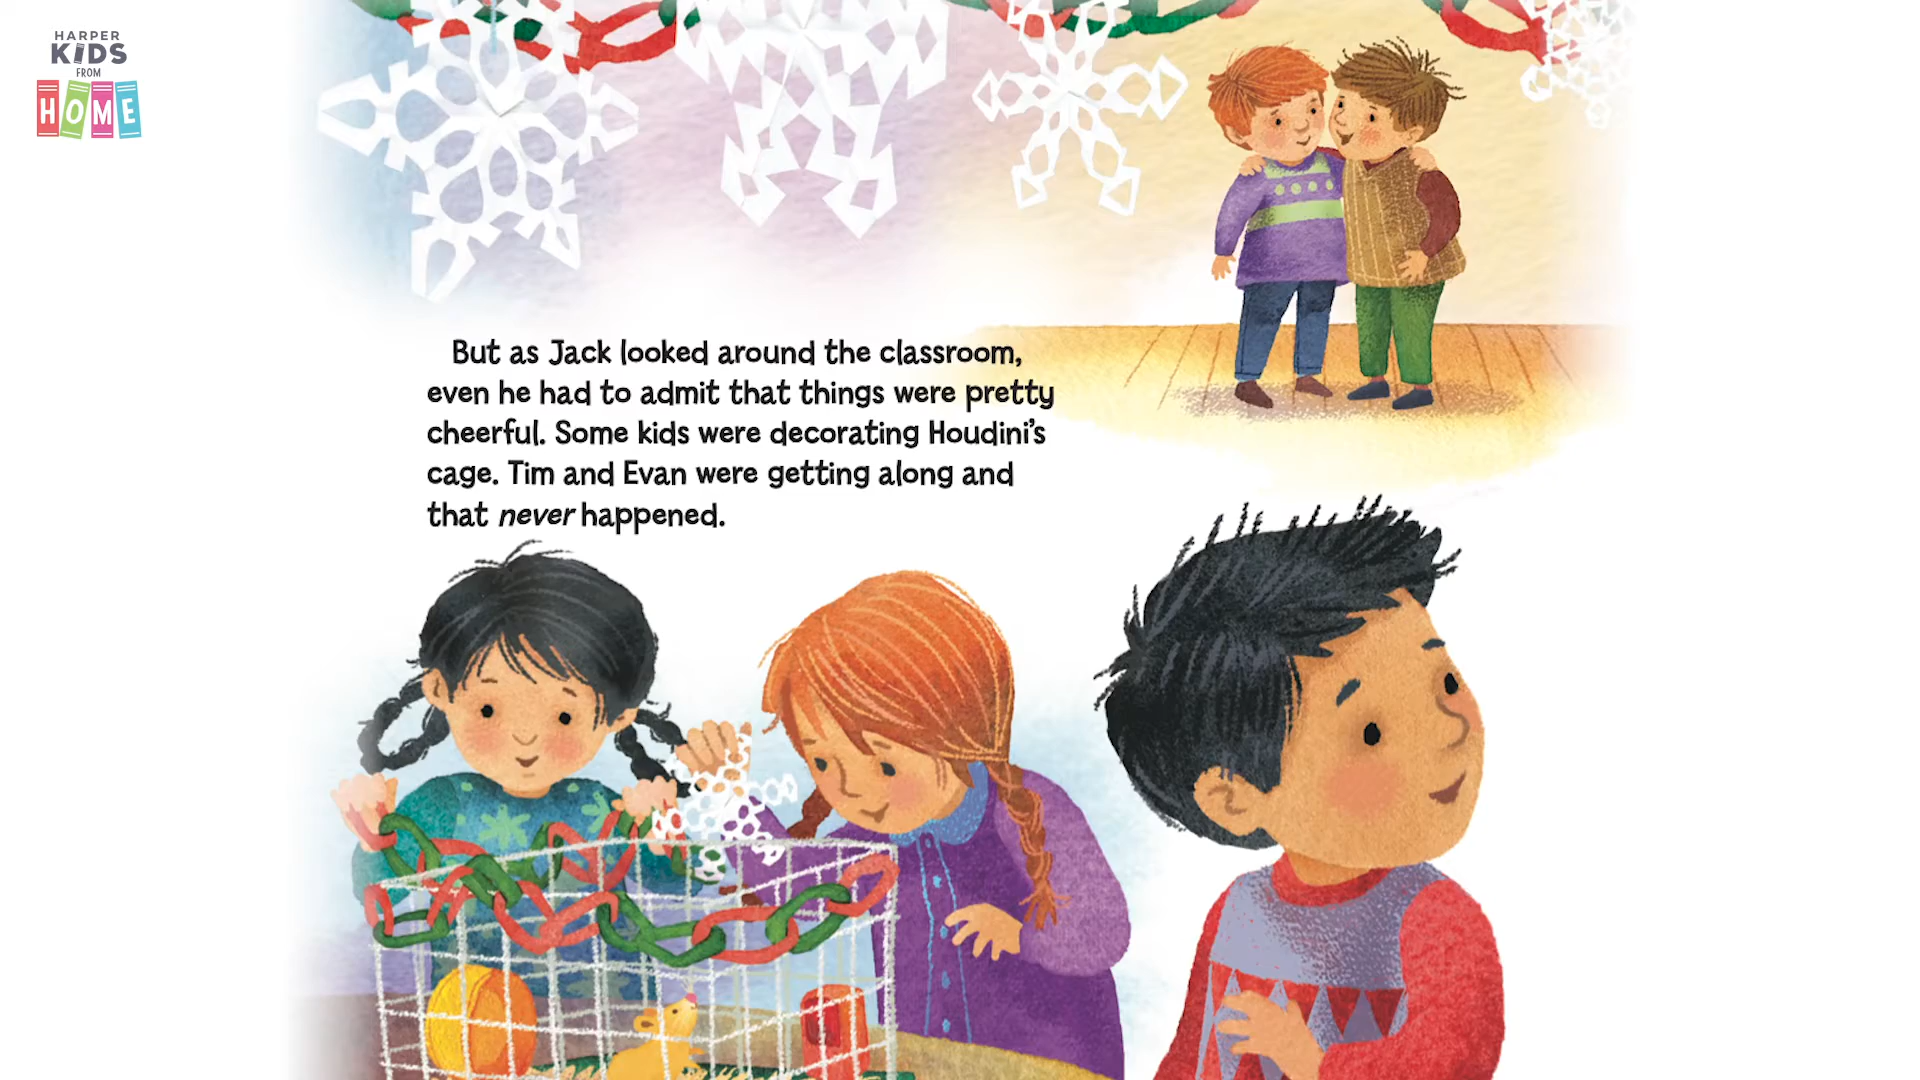 HARPER
KIDS
FROM
HOME
But as Jack looked around the classroom,
even he had to admit that things were pretty
cheerful. Some kids were decorating Houdini's
cage. Tim and Evan were getting along and
that never happened.